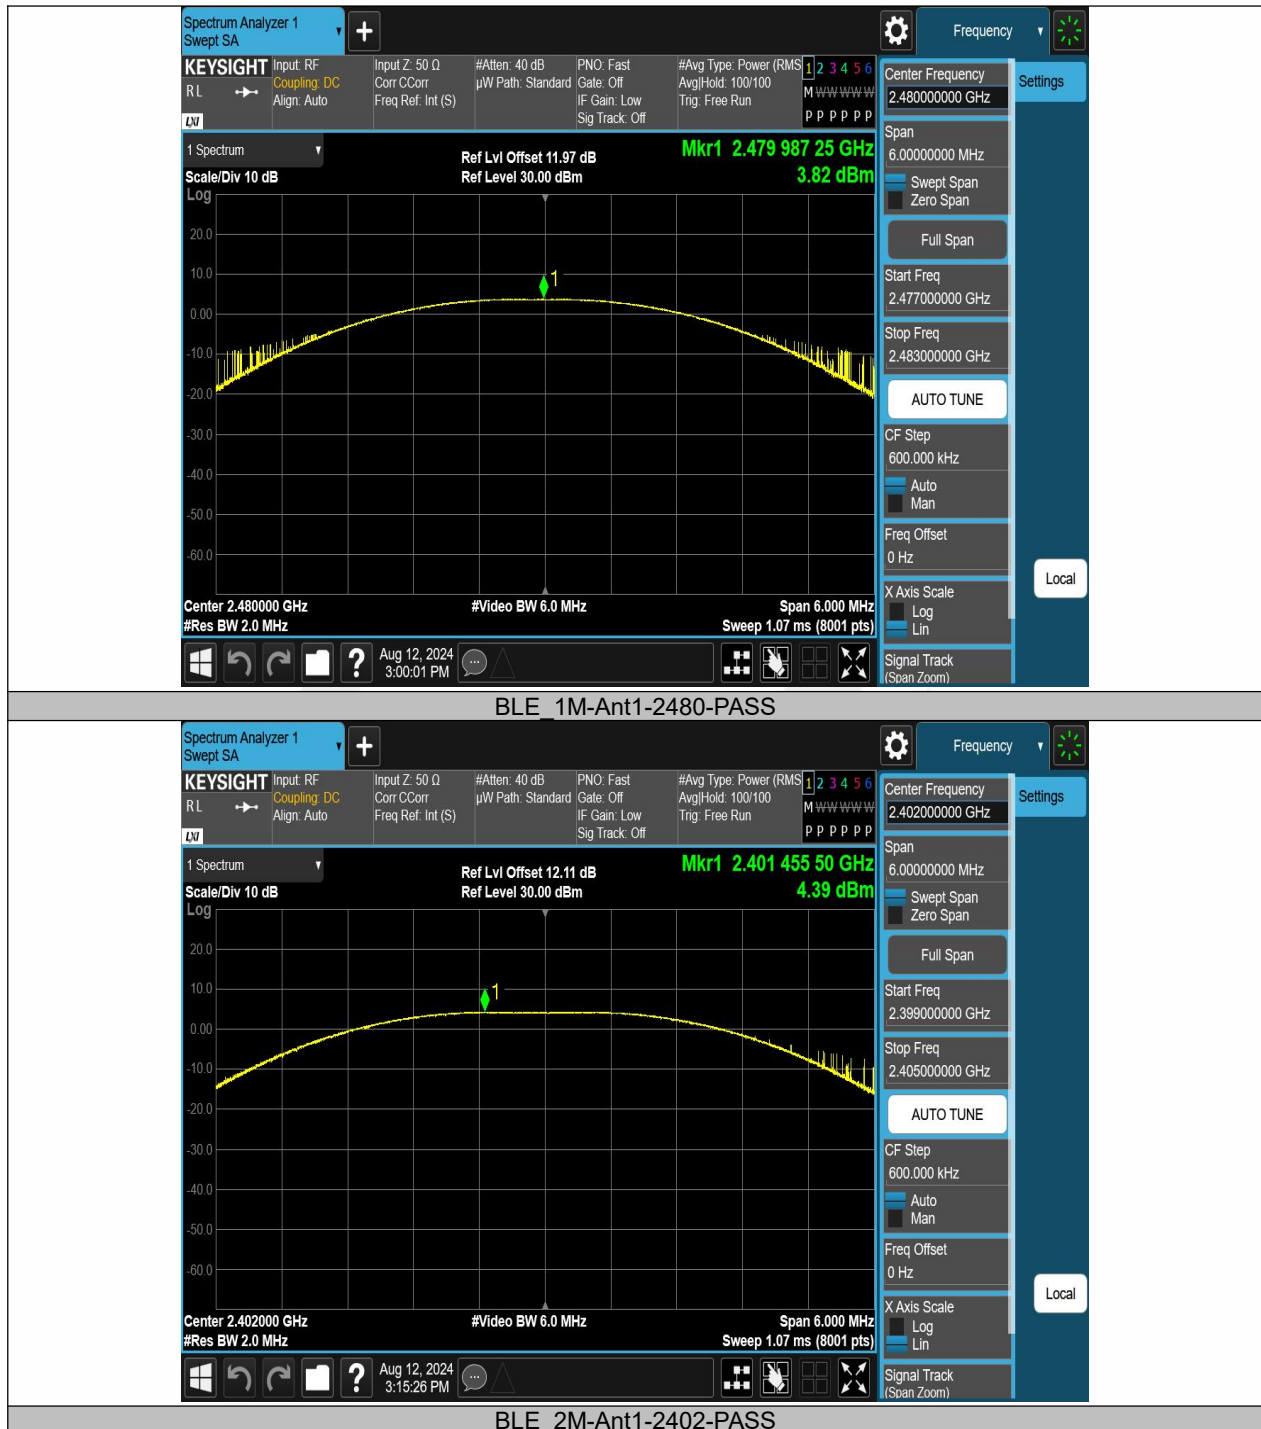 Spectrum Analyzer 1
Swept SA
+
Frequency
KEYSIGHT
R L
LXI
Input: RF
Coupling: DC
Align: Auto
Input Z: 50 Ω
Corr CCorr
Freq Ref: Int (S)
#Atten: 40 dB
µW Path: Standard
PNO: Fast
Gate: Off
IF Gain: Low
Sig Track: Off
#Avg Type: Power (RMS
Avg|Hold: 100/100
Trig: Free Run
1 2 3 4 5 6
M W W W W W
P P P P P P
1 Spectrum
Scale/Div 10 dB
Log
Ref Lvl Offset 11.97 dB
Ref Level 30.00 dBm
Mkr1 2.479 987 25 GHz
3.82 dBm
20.0
10.0
0.00
-10.0
-20.0
-30.0
-40.0
-50.0
-60.0
1
Center 2.480000 GHz
#Res BW 2.0 MHz
#Video BW 6.0 MHz
Span 6.000 MHz
Sweep 1.07 ms (8001 pts)
?
Aug 12, 2024
3:00:01 PM
Center Frequency
2.480000000 GHz
Span
6.00000000 MHz
Swept Span
Zero Span
Full Span
Start Freq
2.477000000 GHz
Stop Freq
2.483000000 GHz
AUTO TUNE
CF Step
600.000 kHz
Auto
Man
Freq Offset
0 Hz
X Axis Scale
Log
Lin
Signal Track
(Span Zoom)
Settings
Local
BLE_1M-Ant1-2480-PASS
Spectrum Analyzer 1
Swept SA
+
Frequency
KEYSIGHT
R L
LXI
Input: RF
Coupling: DC
Align: Auto
Input Z: 50 Ω
Corr CCorr
Freq Ref: Int (S)
#Atten: 40 dB
µW Path: Standard
PNO: Fast
Gate: Off
IF Gain: Low
Sig Track: Off
#Avg Type: Power (RMS
Avg|Hold: 100/100
Trig: Free Run
1 2 3 4 5 6
M W W W W W
P P P P P P
1 Spectrum
Scale/Div 10 dB
Log
Ref Lvl Offset 12.11 dB
Ref Level 30.00 dBm
Mkr1 2.401 455 50 GHz
4.39 dBm
20.0
10.0
0.00
-10.0
-20.0
-30.0
-40.0
-50.0
-60.0
1
Center 2.402000 GHz
#Res BW 2.0 MHz
#Video BW 6.0 MHz
Span 6.000 MHz
Sweep 1.07 ms (8001 pts)
?
Aug 12, 2024
3:15:26 PM
Center Frequency
2.402000000 GHz
Span
6.00000000 MHz
Swept Span
Zero Span
Full Span
Start Freq
2.399000000 GHz
Stop Freq
2.405000000 GHz
AUTO TUNE
CF Step
600.000 kHz
Auto
Man
Freq Offset
0 Hz
X Axis Scale
Log
Lin
Signal Track
(Span Zoom)
Settings
Local
BLE_2M-Ant1-2402-PASS